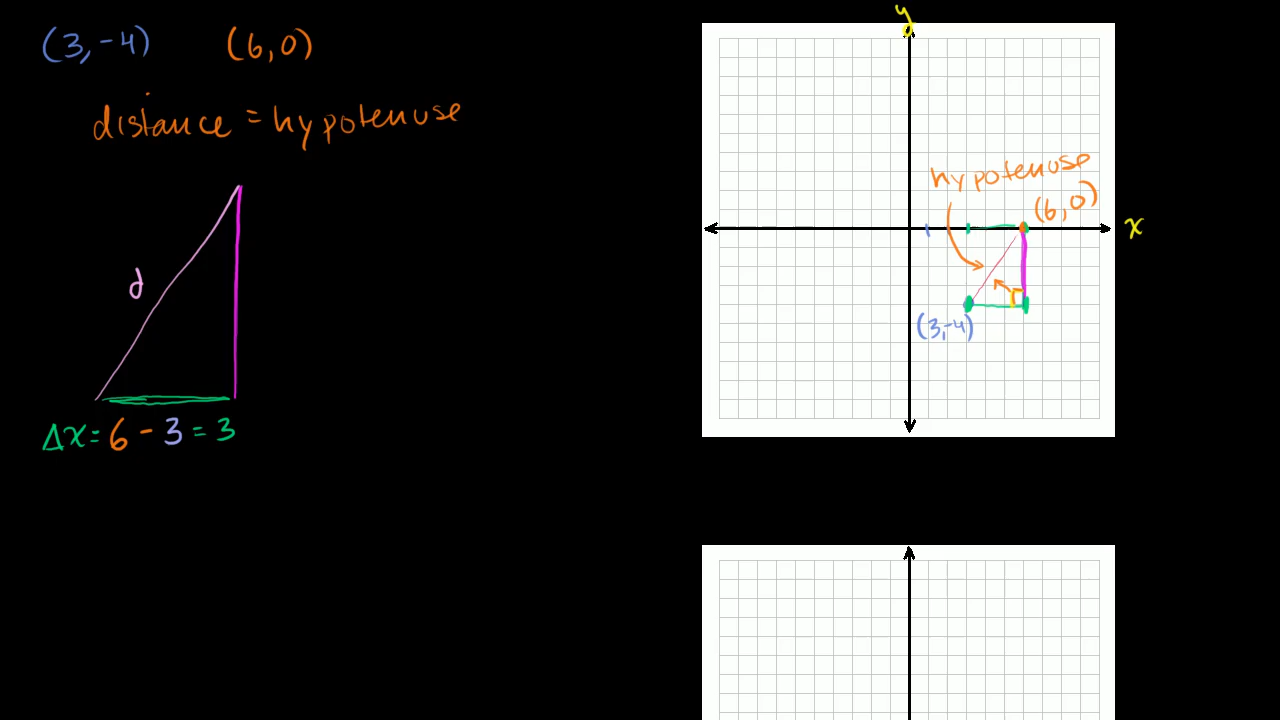 (3,-4) (6,0)
distance = hypotenuse
d
Δx = 6 - 3 = 3
y
hypotenuse
(6,0)
x
(3,-4)